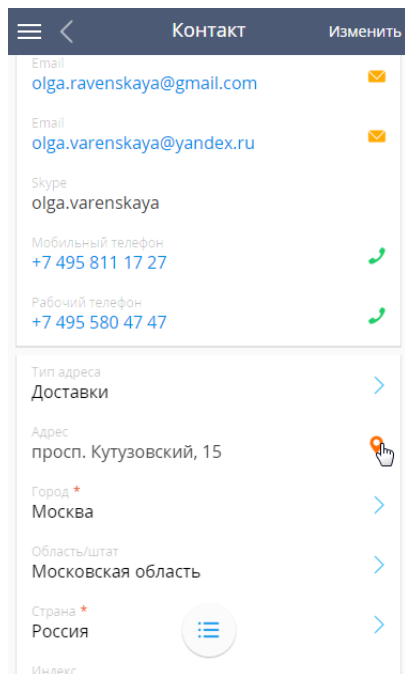 Контакт
Изменить
Email
olga.ravenskaya@gmail.com
Email
olga.varenskaya@yandex.ru
Skype
olga.varenskaya
Мобильный телефон
+7 495 811 17 27
Рабочий телефон
+7 495 580 47 47
Тип адреса
Доставки
Адрес
просп. Кутузовский, 15
Город *
Москва
Область/штат
Московская область
Страна *
Россия
Индекс